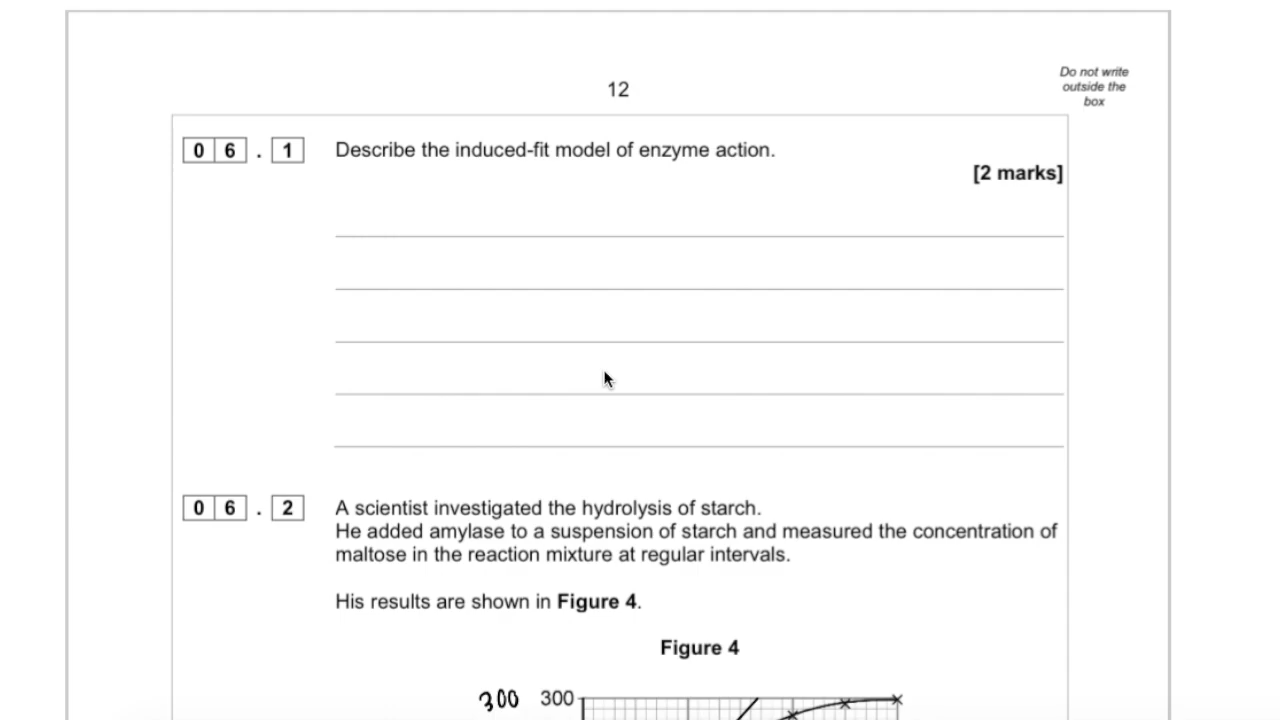 12
Do not write
outside the
box
0 6 . 1 Describe the induced-fit model of enzyme action.
[2 marks]
0 6 . 2 A scientist investigated the hydrolysis of starch.
He added amylase to a suspension of starch and measured the concentration of
maltose in the reaction mixture at regular intervals.
His results are shown in Figure 4.
Figure 4
300 300